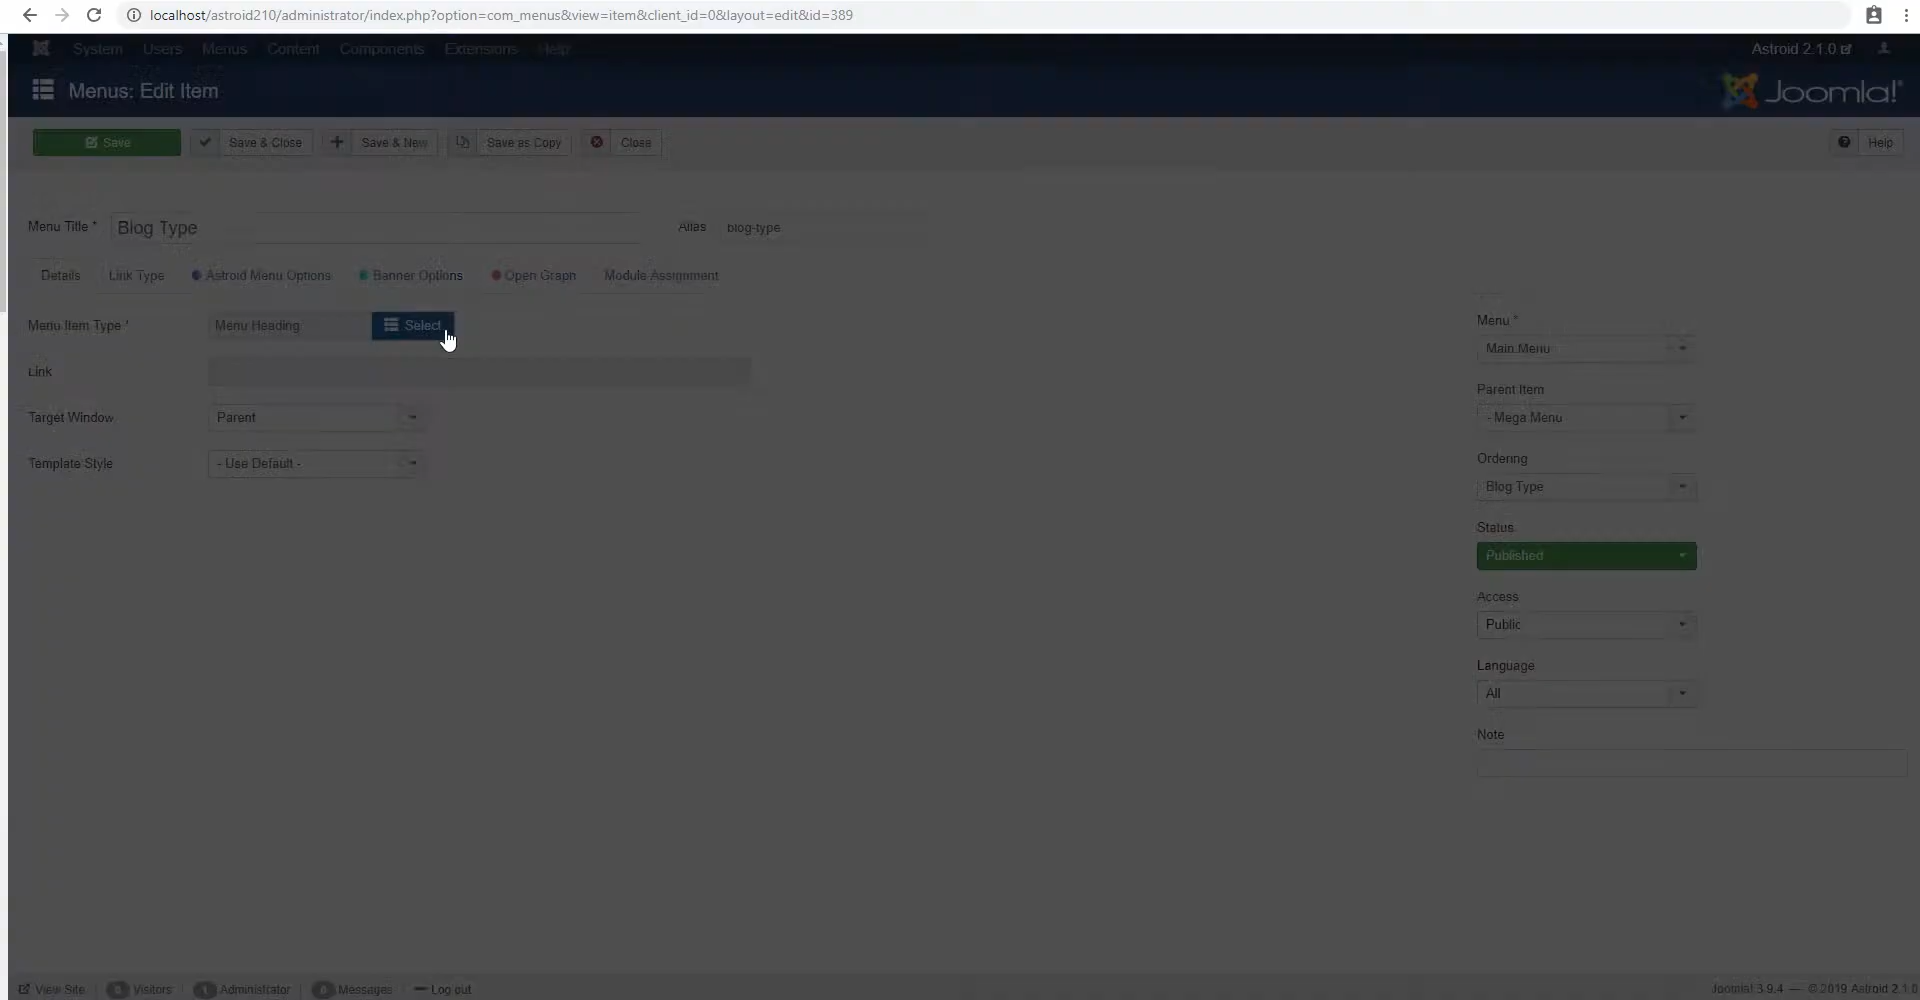 localhost/astroid210/administrator/index.php?option=com_menus&view=item&client_id=0&layout=edit&id=389
System Users Menus Content Components Extensions Help Astroid 2.1.0
Menus: Edit Item Joomla!®
Save Save & Close Save & New Save as Copy Close Help
Menu Title * Blog Type Alias blog-type
Details Link Type Astroid Menu Options Banner Options Open Graph Module Assignment
Menu Item Type * Menu Heading Select
Link
Target Window Parent
Template Style - Use Default -
Menu *
Main Menu
Parent Item
- Mega Menu
Ordering
Blog Type
Status
Published
Access
Public
Language
All
Note
View Site Visitors 1 Administrator Messages Log out Joomla! 3.9.4 — © 2019 Astroid 2.1.0